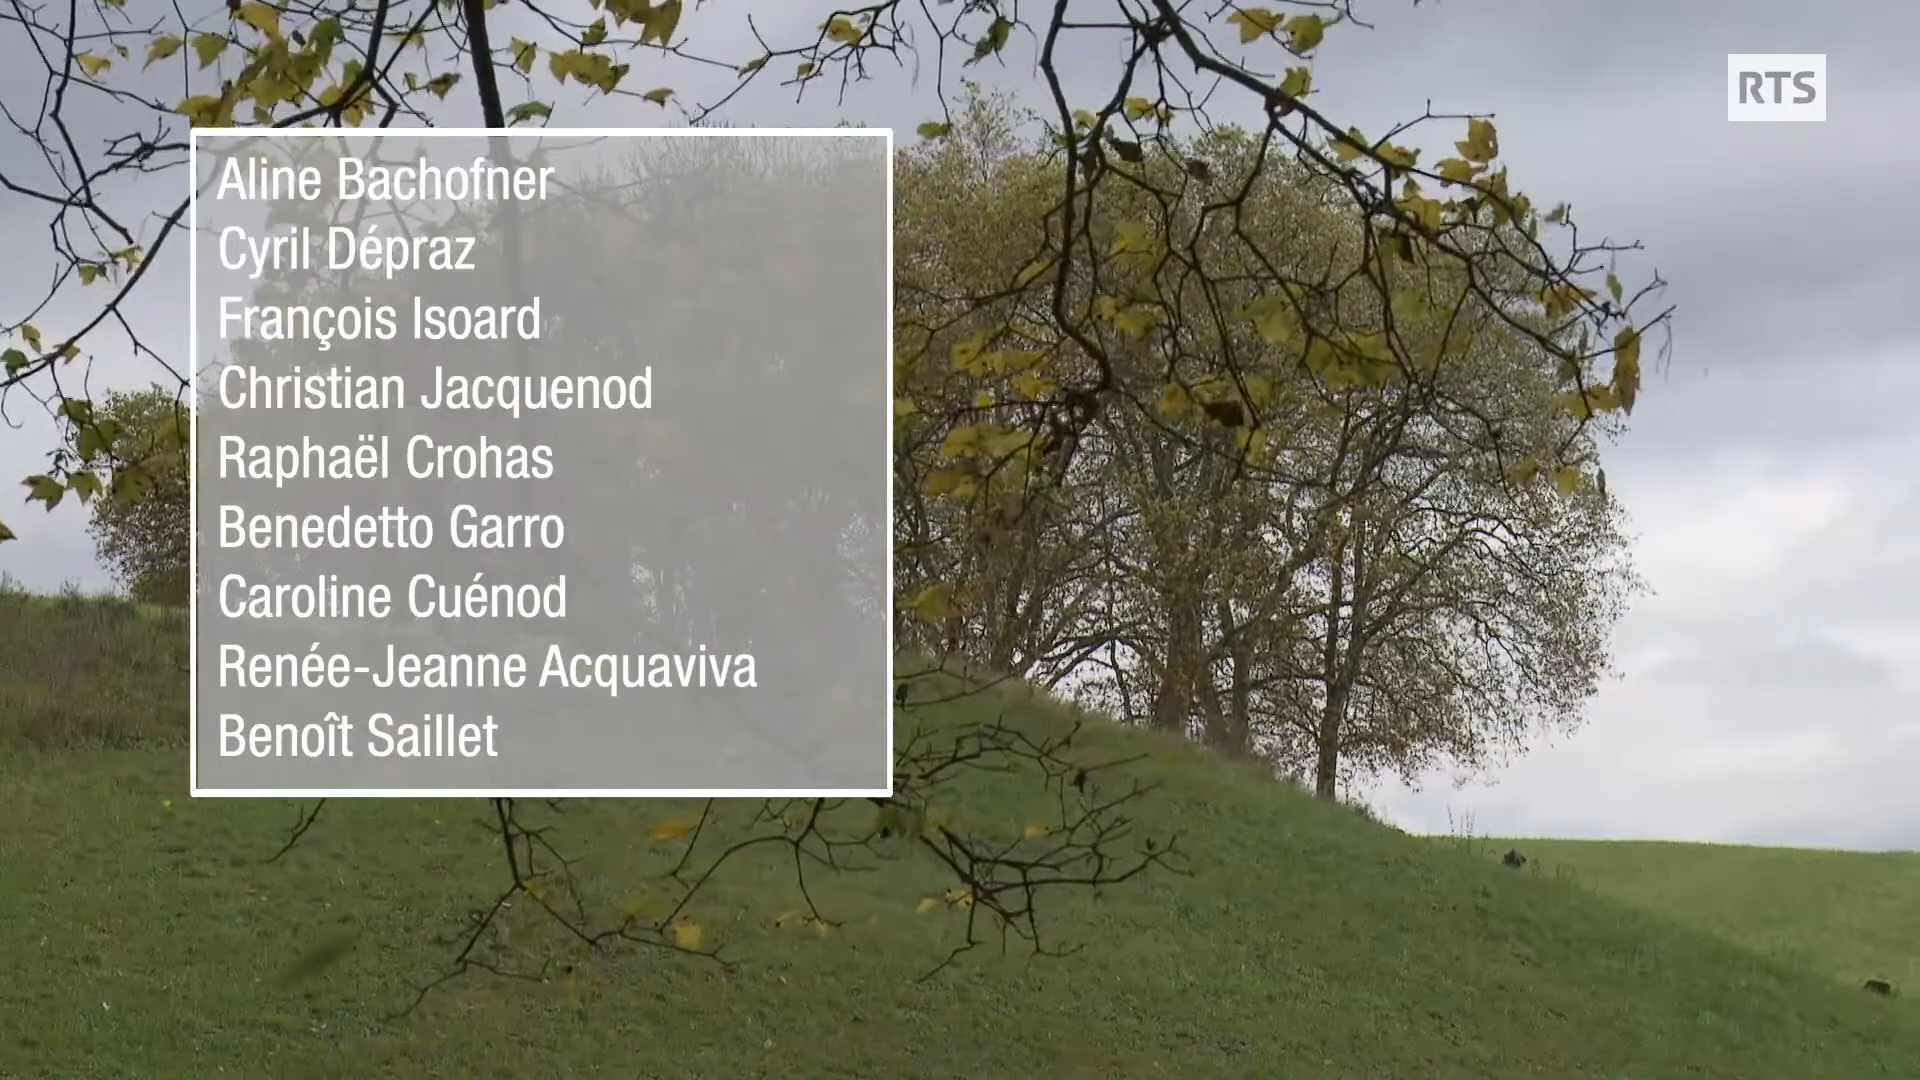 RTS
Aline Bachofner
Cyril Dépraz
François Isoard
Christian Jacquenod
Raphaël Crohas
Benedetto Garro
Caroline Cuénod
Renée-Jeanne Acquaviva
Benoît Saillet